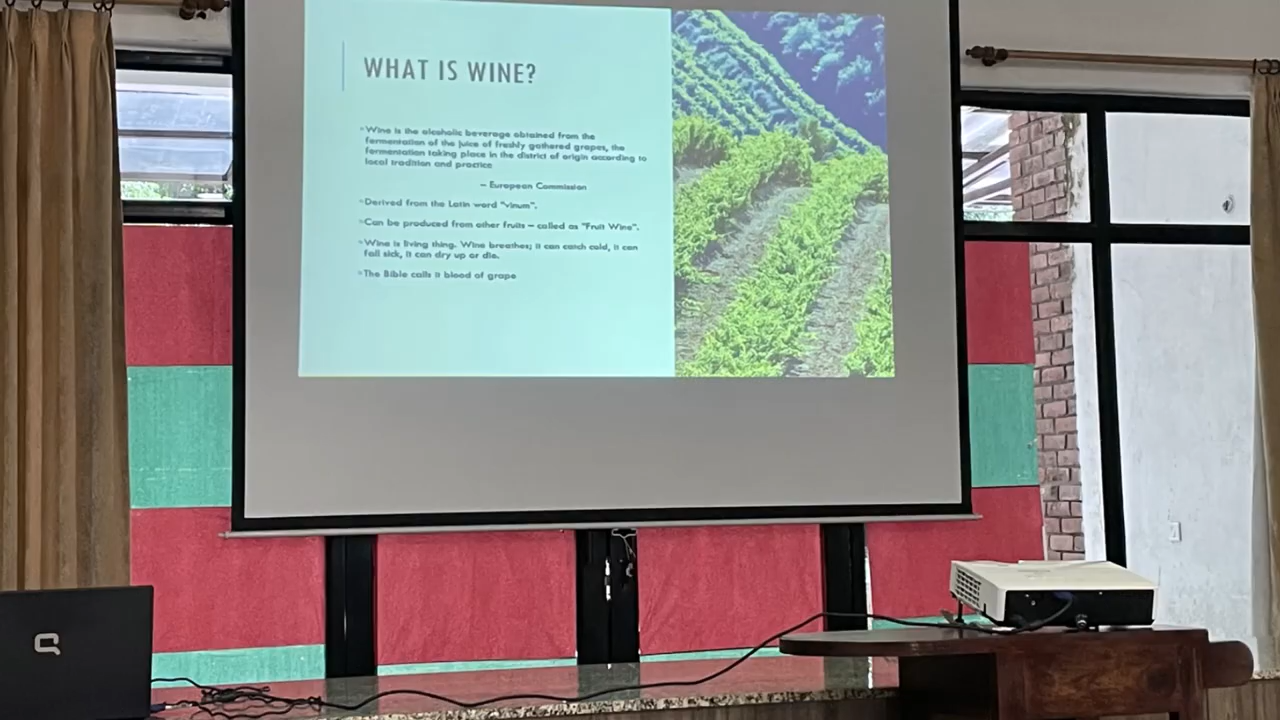 WHAT IS WINE?
Wine is the alcoholic beverage obtained from the
fermentation of the juice of freshly gathered grapes, the
fermentation taking place in the district of origin according to
local tradition and practice
– European Commission
Derived from the Latin word "vinum".
Can be produced from other fruits – called as "Fruit Wine".
Wine is living thing. Wine breathes; it can catch cold, it can
fall sick, it can dry up or die.
The Bible calls it blood of grape